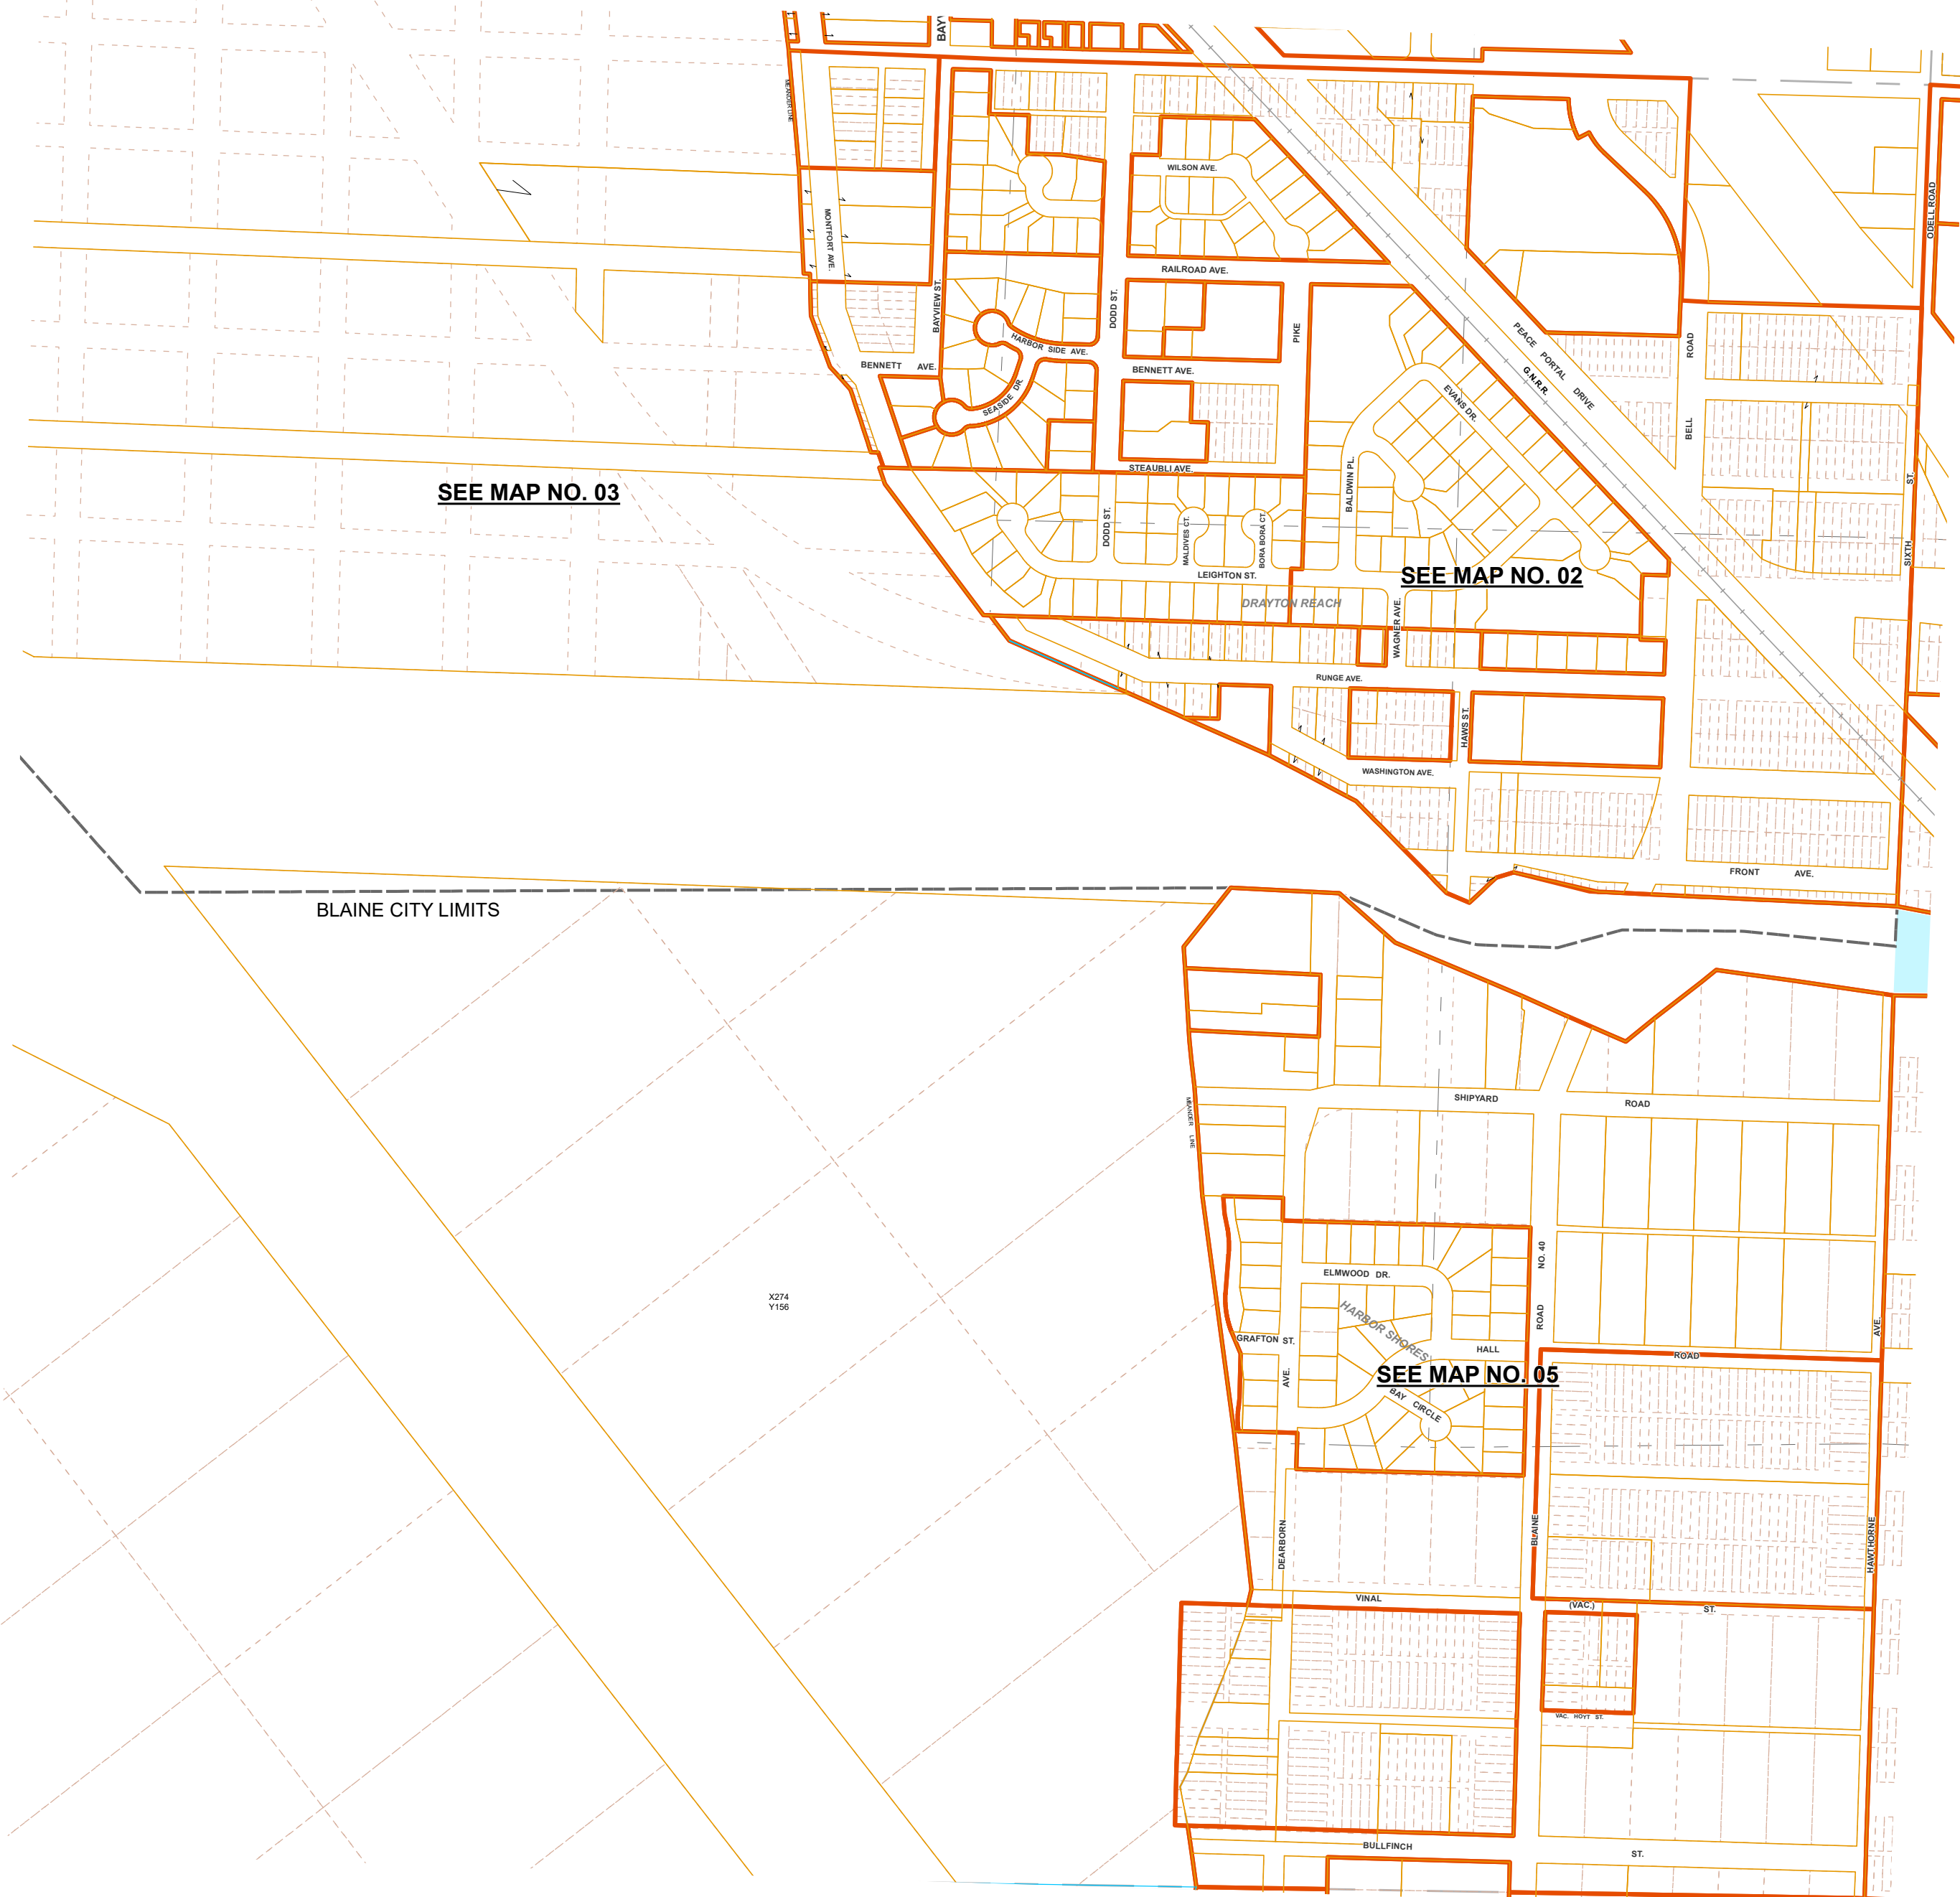 BAY
MEANDER LINE
WILSON AVE.
ODELL ROAD
MONTFORT AVE.
RAILROAD AVE.
BAYVIEW ST.
DODD ST.
PIKE
PEACE PORTAL DRIVE
ROAD
HARBOR SIDE AVE.
BENNETT AVE.
BENNETT AVE.
G.N.R.R.
SEASIDE DR.
EVANS DR.
BELL
STEAUBLI AVE.
BALDWIN PL.
ST.
SEE MAP NO. 03
DODD ST.
MALDIVES CT.
BORA BORA CT.
SIXTH
LEIGHTON ST.
SEE MAP NO. 02
DRAYTON REACH
WAGNER AVE.
RUNGE AVE.
HAWS ST.
WASHINGTON AVE.
FRONT AVE.
BLAINE CITY LIMITS
SHIPYARD ROAD
MEANDER LINE
NO. 40
ELMWOOD DR.
X274
Y156
HARBOR SHORES
ROAD
AVE.
GRAFTON ST.
HALL ROAD
AVE.
SEE MAP NO. 05
BAY CIRCLE
DEARBORN
BLAINE
HAWTHORNE
VINAL (VAC.) ST.
VAC. HOYT ST.
BULLFINCH ST.